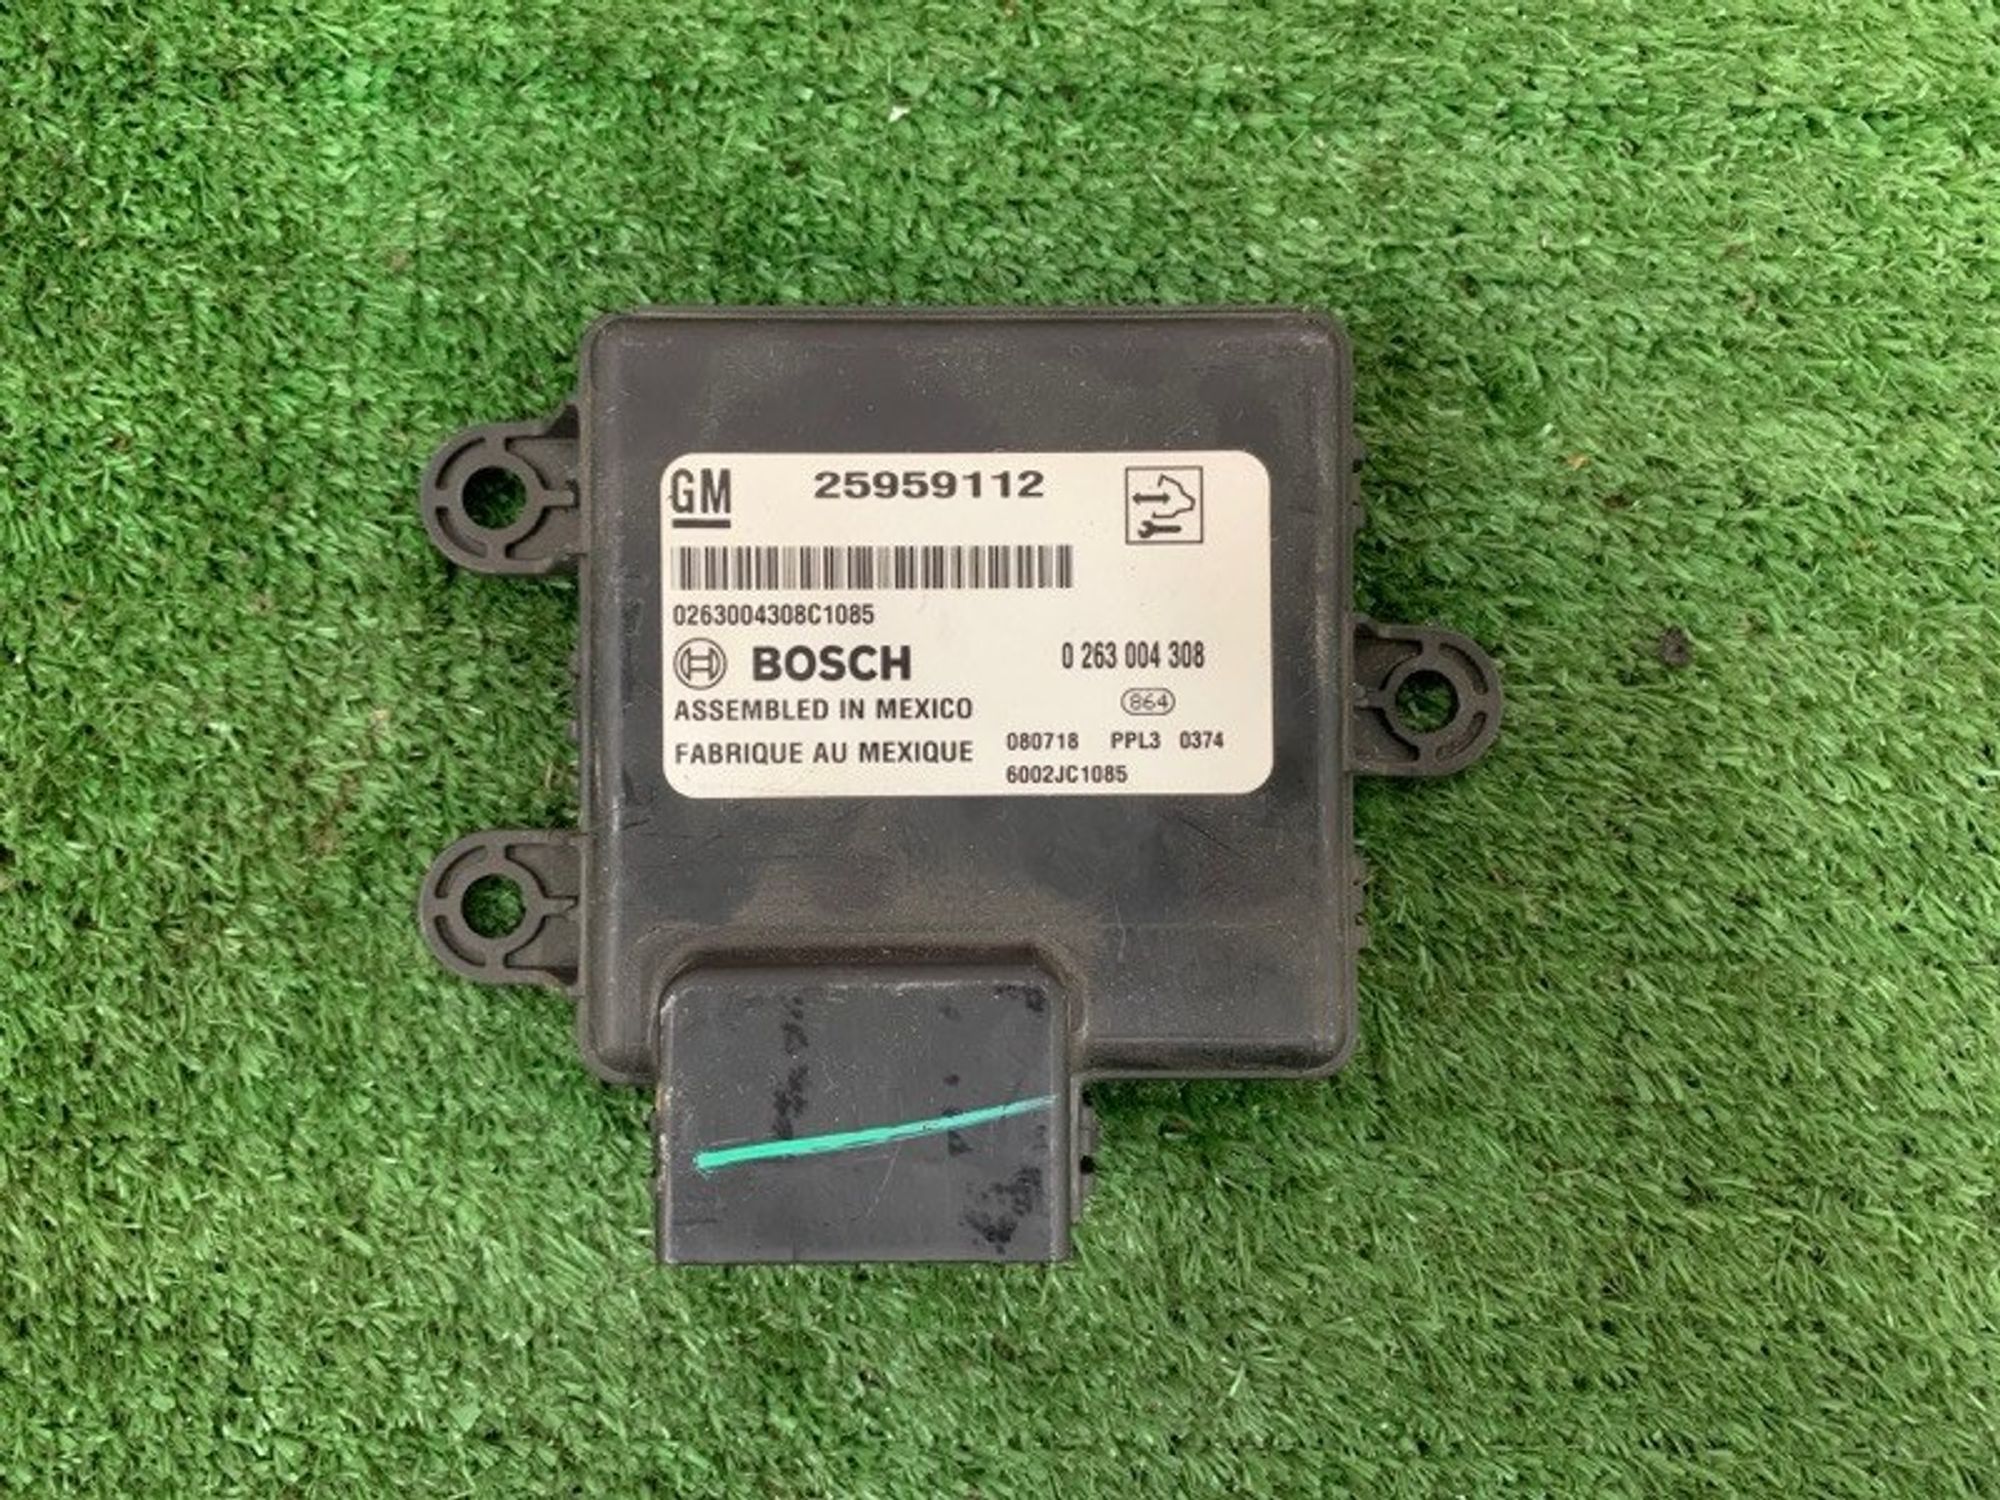 GM 25959112
0263004308C1085
BOSCH 0 263 004 308
ASSEMBLED IN MEXICO 864
FABRIQUE AU MEXIQUE 080718 PPL3 0374
6002JC1085